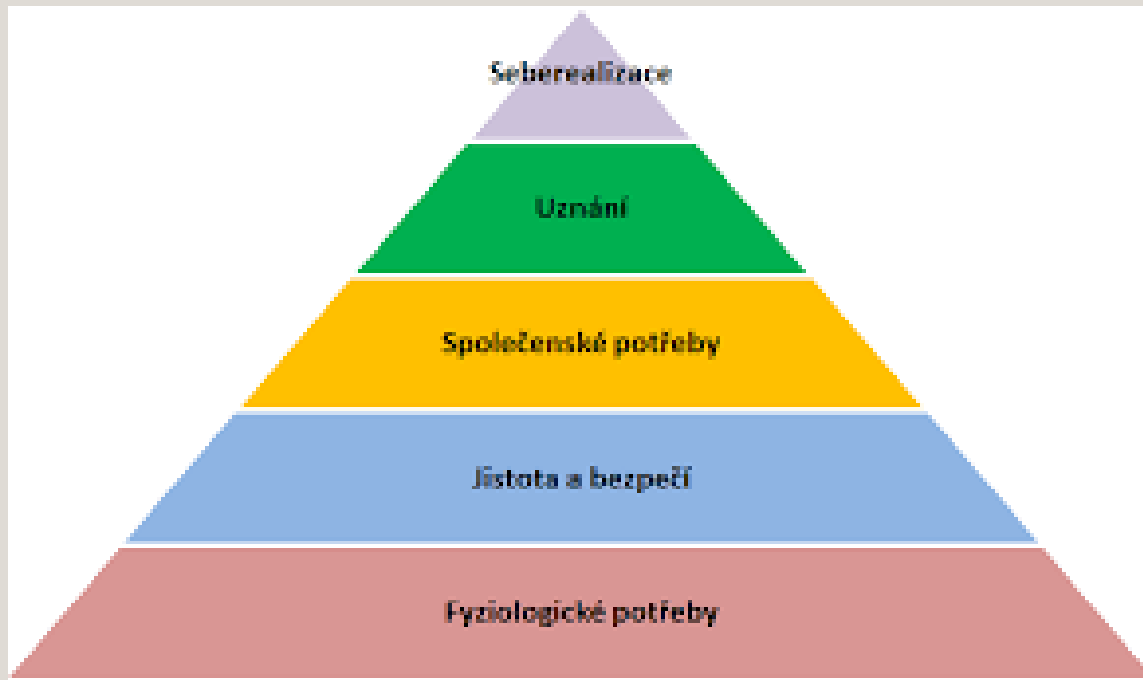 Seberealizace
Uznání
Společenské potřeby
Jistota a bezpečí
Fyziologické potřeby